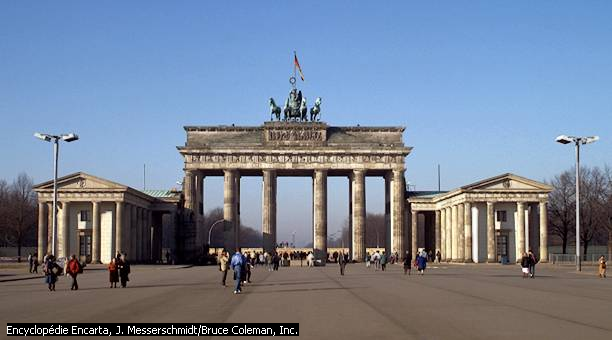 Encyclopédie Encarta, J. Messerschmidt/Bruce Coleman, Inc.